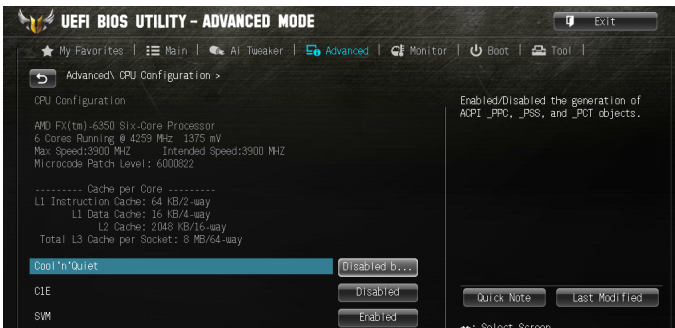 UEFI BIOS UTILITY – ADVANCED MODE
Exit
My Favorites | Main | Ai Tweaker | Advanced | Monitor | Boot | Tool |
Advanced\ CPU Configuration >
CPU Configuration
AMD FX(tm)-6350 Six-Core Processor
6 Cores Running @ 4259 MHz 1375 mV
Max Speed:3900 MHZ Intended Speed:3900 MHZ
Microcode Patch Level: 6000822
--------- Cache per Core ---------
L1 Instruction Cache: 64 KB/2-way
L1 Data Cache: 16 KB/4-way
L2 Cache: 2048 KB/16-way
Total L3 Cache per Socket: 8 MB/64-way
Cool'n'Quiet Disabled b...
C1E Disabled
SVM Enabled
Enabled/Disabled the generation of
ACPI _PPC, _PSS, and _PCT objects.
Quick Note Last Modified
→←: Select Screen